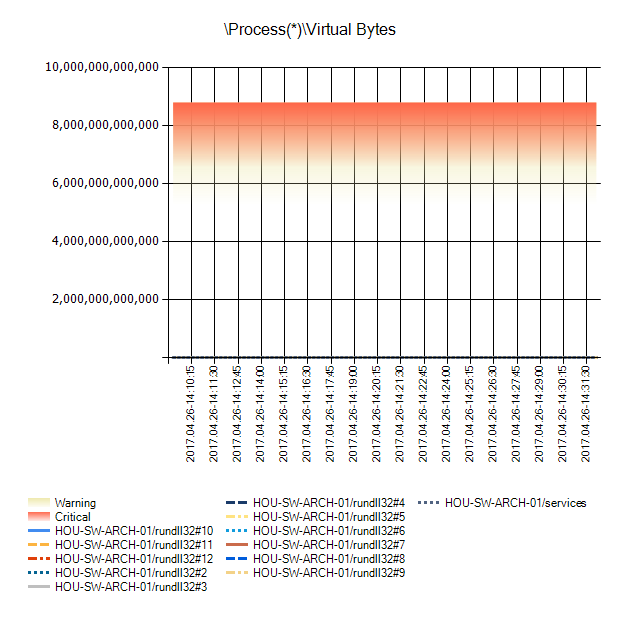 \Process(*)\Virtual Bytes
10,000,000,000,000
8,000,000,000,000
6,000,000,000,000
4,000,000,000,000
2,000,000,000,000
2017.04.26-14:10:15
2017.04.26-14:11:30
2017.04.26-14:12:45
2017.04.26-14:14:00
2017.04.26-14:15:15
2017.04.26-14:16:30
2017.04.26-14:17:45
2017.04.26-14:19:00
2017.04.26-14:20:15
2017.04.26-14:21:30
2017.04.26-14:22:45
2017.04.26-14:24:00
2017.04.26-14:25:15
2017.04.26-14:26:30
2017.04.26-14:27:45
2017.04.26-14:29:00
2017.04.26-14:30:15
2017.04.26-14:31:30
Warning
Critical
HOU-SW-ARCH-01/rundll32#10
HOU-SW-ARCH-01/rundll32#11
HOU-SW-ARCH-01/rundll32#12
HOU-SW-ARCH-01/rundll32#2
HOU-SW-ARCH-01/rundll32#3
HOU-SW-ARCH-01/rundll32#4
HOU-SW-ARCH-01/rundll32#5
HOU-SW-ARCH-01/rundll32#6
HOU-SW-ARCH-01/rundll32#7
HOU-SW-ARCH-01/rundll32#8
HOU-SW-ARCH-01/rundll32#9
HOU-SW-ARCH-01/services